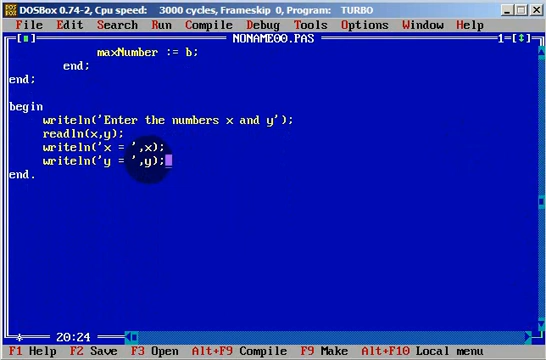 DOSBox 0.74-2, Cpu speed: 3000 cycles, Frameskip 0, Program: TURBO
File Edit Search Run Compile Debug Tools Options Window Help
NONAME00.PAS 1=[↕]
maxNumber := b;
end;
end;
begin
writeln('Enter the numbers x and y');
readln(x,y);
writeln('x = ',x);
writeln('y = ',y);
end.
20:24
F1 Help F2 Save F3 Open Alt+F9 Compile F9 Make Alt+F10 Local menu